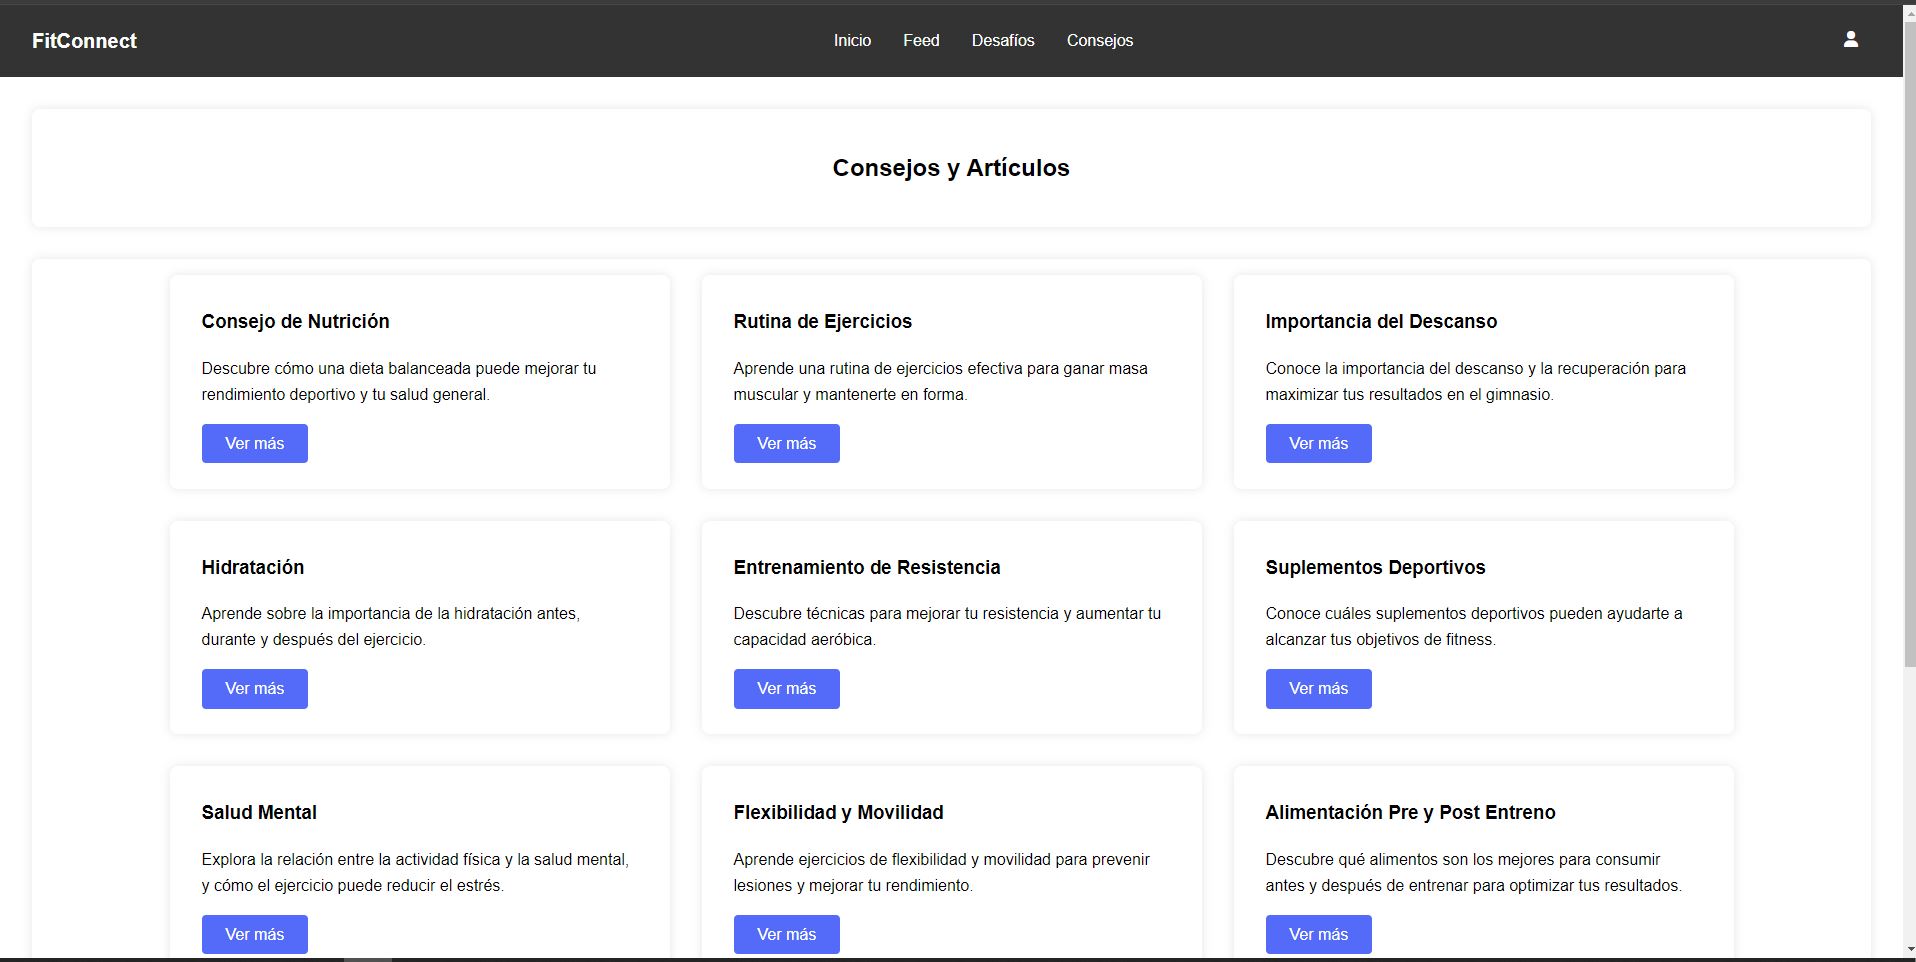 FitConnect
Inicio Feed Desafíos Consejos
Consejos y Artículos
Consejo de Nutrición
Descubre cómo una dieta balanceada puede mejorar tu
rendimiento deportivo y tu salud general.
Ver más
Rutina de Ejercicios
Aprende una rutina de ejercicios efectiva para ganar masa
muscular y mantenerte en forma.
Ver más
Importancia del Descanso
Conoce la importancia del descanso y la recuperación para
maximizar tus resultados en el gimnasio.
Ver más
Hidratación
Aprende sobre la importancia de la hidratación antes,
durante y después del ejercicio.
Ver más
Entrenamiento de Resistencia
Descubre técnicas para mejorar tu resistencia y aumentar tu
capacidad aeróbica.
Ver más
Suplementos Deportivos
Conoce cuáles suplementos deportivos pueden ayudarte a
alcanzar tus objetivos de fitness.
Ver más
Salud Mental
Explora la relación entre la actividad física y la salud mental,
y cómo el ejercicio puede reducir el estrés.
Ver más
Flexibilidad y Movilidad
Aprende ejercicios de flexibilidad y movilidad para prevenir
lesiones y mejorar tu rendimiento.
Ver más
Alimentación Pre y Post Entreno
Descubre qué alimentos son los mejores para consumir
antes y después de entrenar para optimizar tus resultados.
Ver más